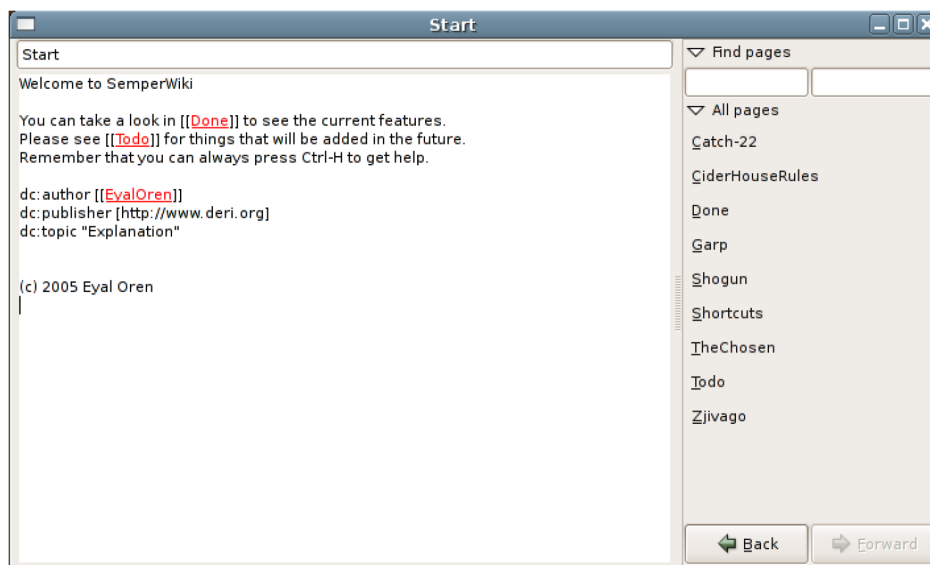 Start
Start
Welcome to SemperWiki
You can take a look in [[Done]] to see the current features.
Please see [[Todo]] for things that will be added in the future.
Remember that you can always press Ctrl-H to get help.
dc:author [[EyalOren]]
dc:publisher [http://www.deri.org]
dc:topic "Explanation"
(c) 2005 Eyal Oren
Find pages
All pages
Catch-22
CiderHouseRules
Done
Garp
Shogun
Shortcuts
TheChosen
Todo
Zjivago
Back
Forward